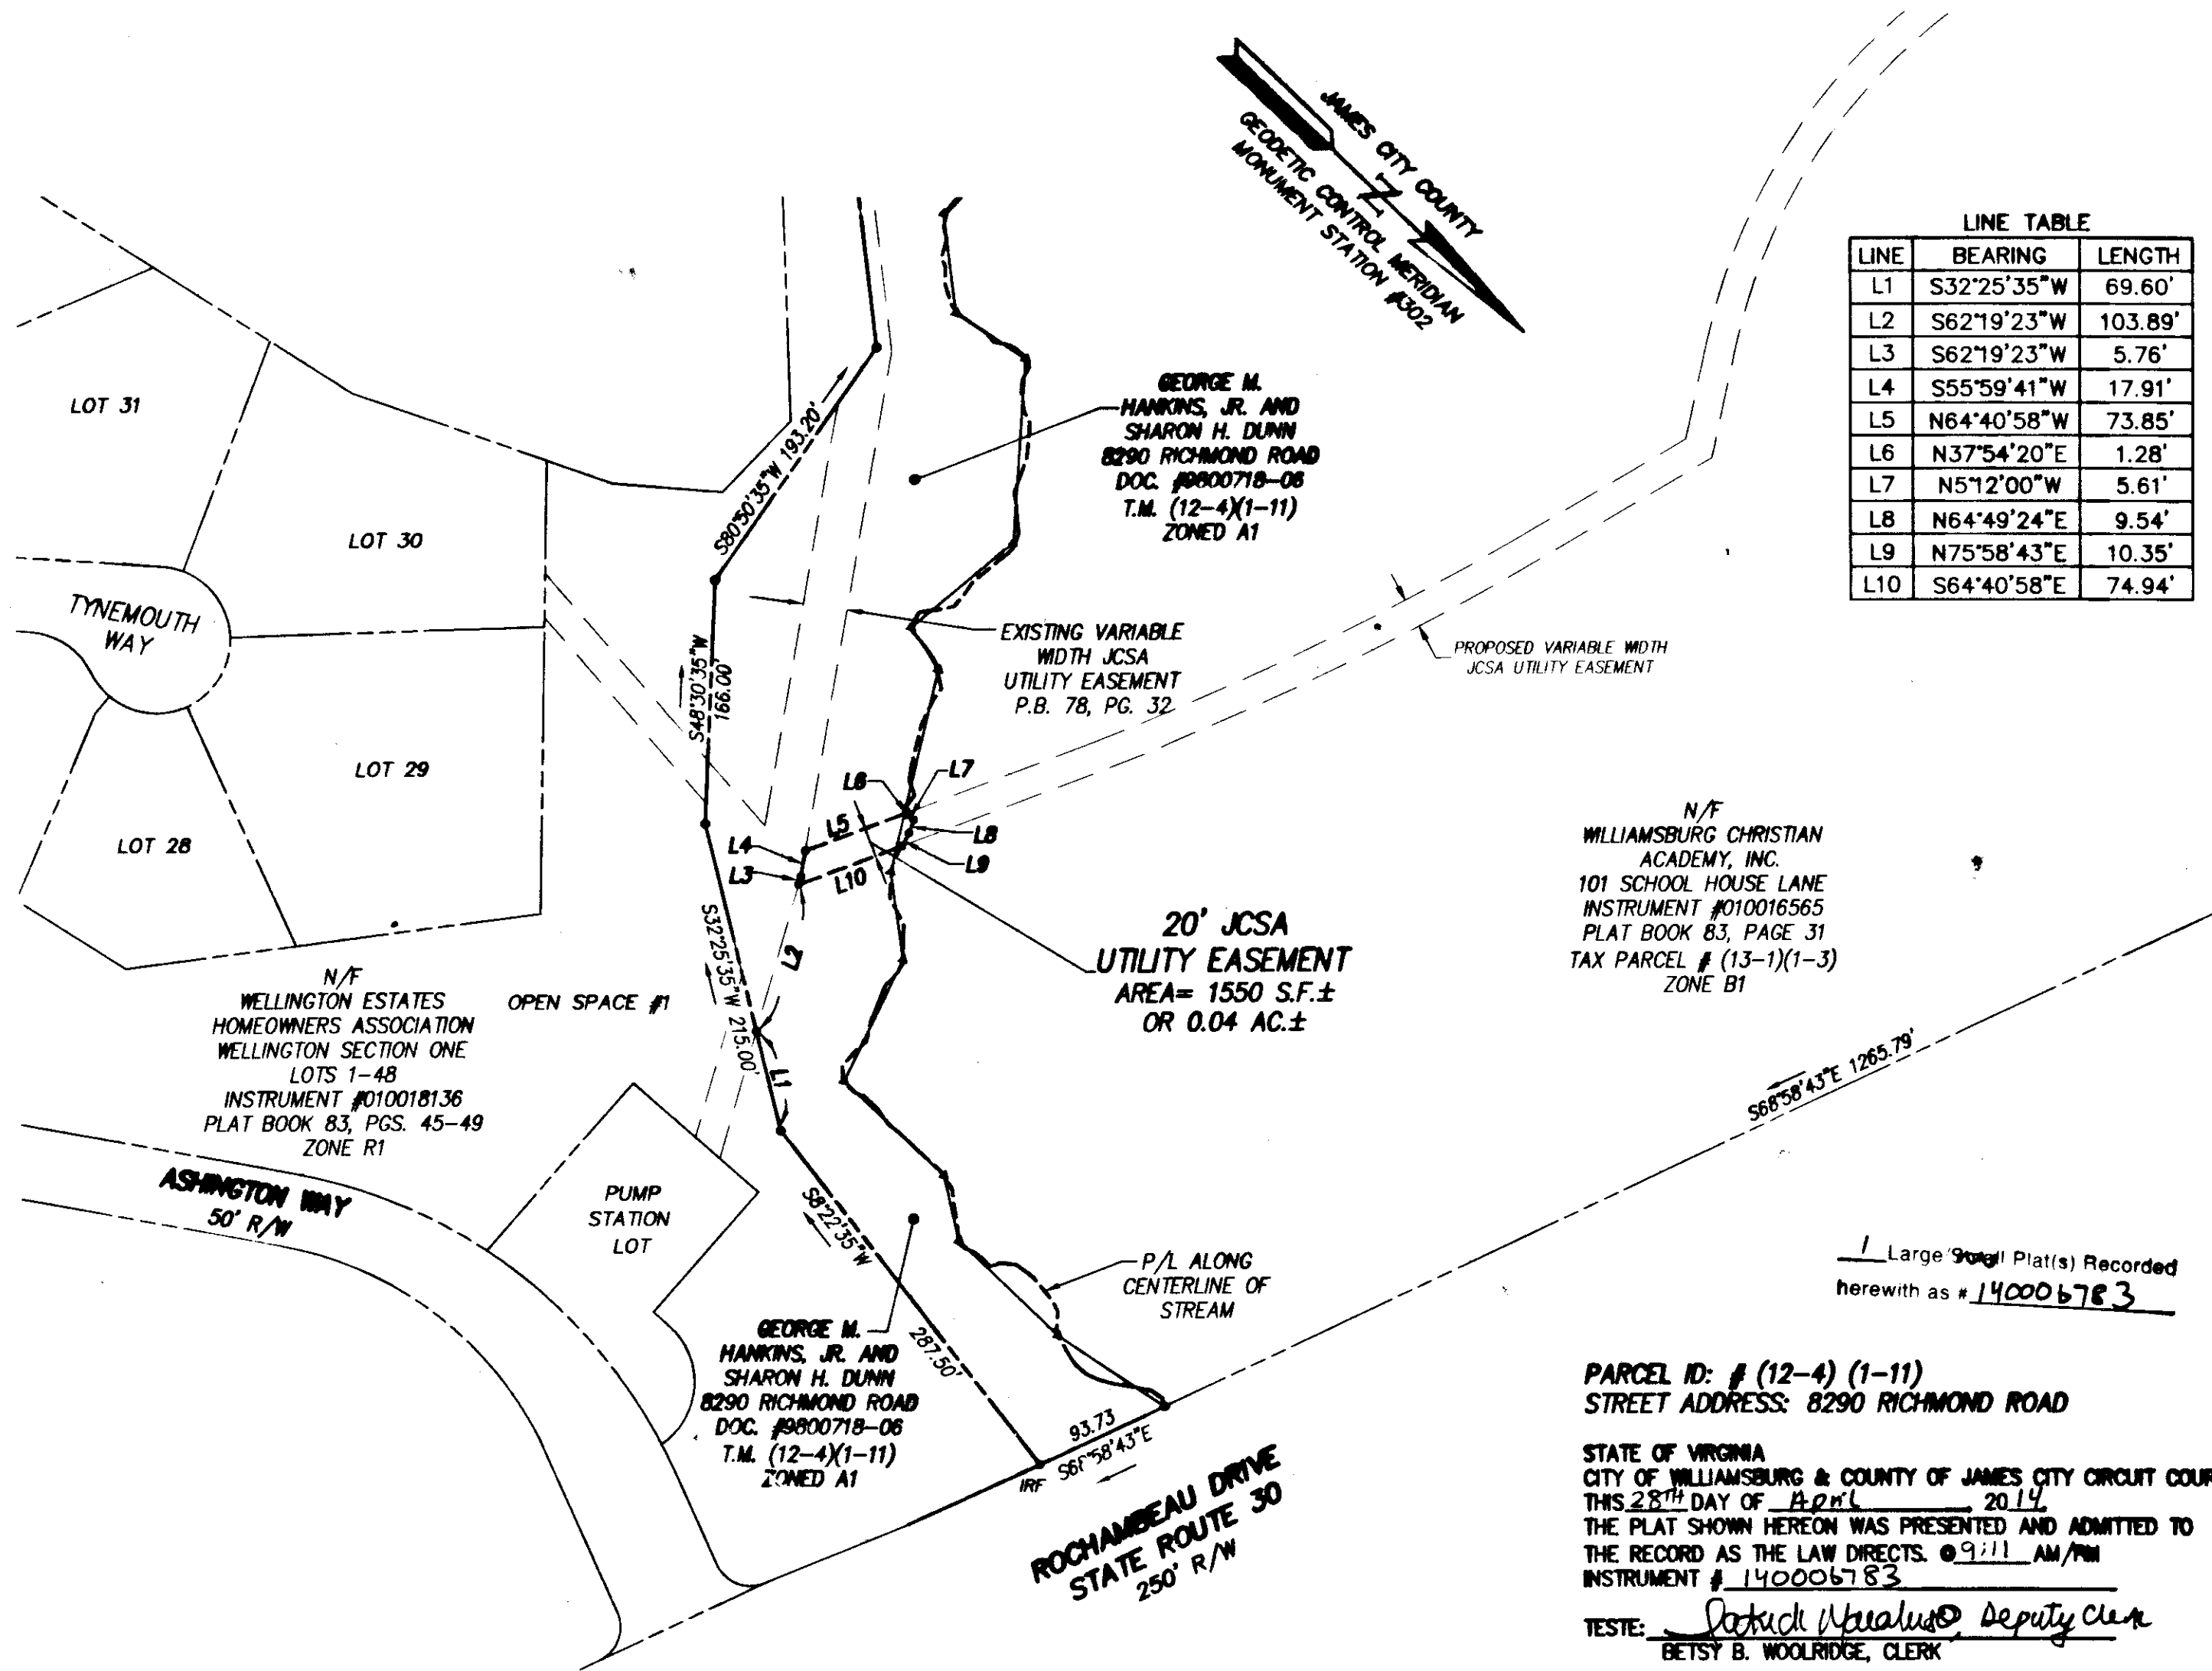 JAMES CITY COUNTY
GEODETIC CONTROL MERIDIAN
MONUMENT STATION #302
N
LINE TABLE
LINE BEARING LENGTH
L1 S32°25'35"W 69.60'
L2 S62°19'23"W 103.89'
L3 S62°19'23"W 5.76'
L4 S55°59'41"W 17.91'
L5 N64°40'58"W 73.85'
L6 N37°54'20"E 1.28'
L7 N5°12'00"W 5.61'
L8 N64°49'24"E 9.54'
L9 N75°58'43"E 10.35'
L10 S64°40'58"E 74.94'
LOT 31
LOT 30
TYNEMOUTH
WAY
LOT 29
LOT 28
S80°50'35"W 193.20'
S48°30'35"W
166.00'
GEORGE M.
HANKINS, JR. AND
SHARON H. DUNN
8290 RICHMOND ROAD
DOC. #9800718-06
T.M. (12-4)(1-11)
ZONED A1
EXISTING VARIABLE
WIDTH JCSA
UTILITY EASEMENT
P.B. 78, PG. 32
PROPOSED VARIABLE WIDTH
JCSA UTILITY EASEMENT
L6
L7
L5
L8
L4
L9
L3
L10
L2
S32°25'35"W 215.00'
L1
20' JCSA
UTILITY EASEMENT
AREA= 1550 S.F.±
OR 0.04 AC.±
N/F
WILLIAMSBURG CHRISTIAN
ACADEMY, INC.
101 SCHOOL HOUSE LANE
INSTRUMENT #010016565
PLAT BOOK 83, PAGE 31
TAX PARCEL # (13-1)(1-3)
ZONE B1
N/F
WELLINGTON ESTATES
HOMEOWNERS ASSOCIATION
WELLINGTON SECTION ONE
LOTS 1-48
INSTRUMENT #010018136
PLAT BOOK 83, PGS. 45-49
ZONE R1
OPEN SPACE #1
S68°58'43"E 1265.79'
ASHINGTON WAY
50' R/W
PUMP
STATION
LOT
S8°22'35"W
287.50'
P/L ALONG
CENTERLINE OF
STREAM
GEORGE M.
HANKINS, JR. AND
SHARON H. DUNN
8290 RICHMOND ROAD
DOC. #9800718-06
T.M. (12-4)(1-11)
ZONED A1
93.73
S68°58'43"E
IRF
ROCHAMBEAU DRIVE
STATE ROUTE 30
250' R/W
1 Large Small Plat(s) Recorded
herewith as # 140006783
PARCEL ID: # (12-4) (1-11)
STREET ADDRESS: 8290 RICHMOND ROAD
STATE OF VIRGINIA
CITY OF WILLIAMSBURG & COUNTY OF JAMES CITY CIRCUIT COUR
THIS 28TH DAY OF April 2014
THE PLAT SHOWN HEREON WAS PRESENTED AND ADMITTED TO
THE RECORD AS THE LAW DIRECTS. @ 9:11 AM/PM
INSTRUMENT # 140006783
TESTE: Deputy Clerk
BETSY B. WOOLRIDGE, CLERK